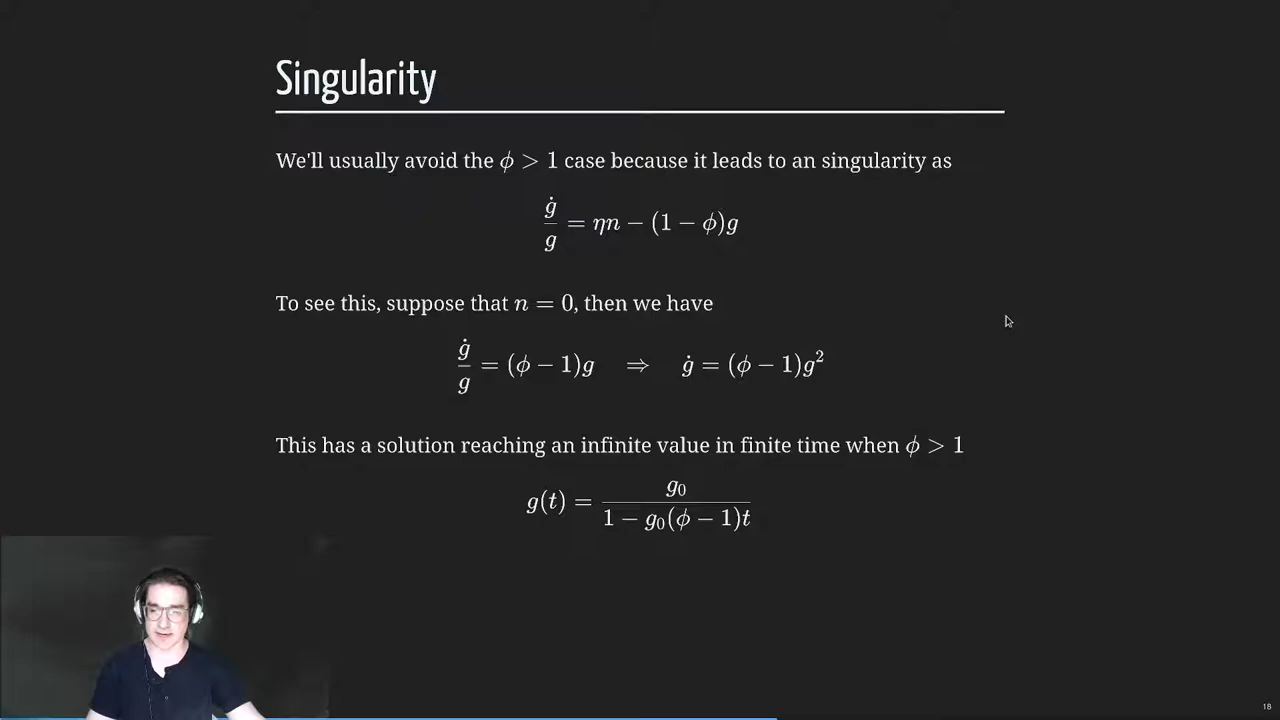 Singularity
We'll usually avoid the ϕ > 1 case because it leads to an singularity as
ġ/g = ηn − (1 − ϕ)g
To see this, suppose that n = 0, then we have
ġ/g = (ϕ − 1)g ⇒ ġ = (ϕ − 1)g²
This has a solution reaching an infinite value in finite time when ϕ > 1
g(t) = g₀ / (1 − g₀(ϕ − 1)t)
18